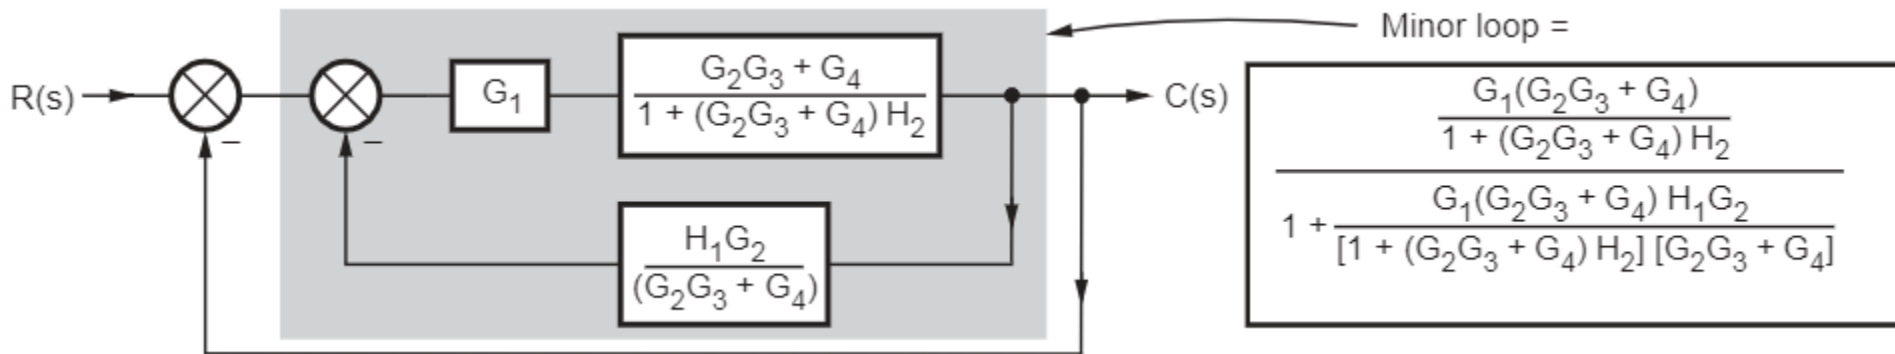 Minor loop =
R(s)
–
–
G₁
G₂G₃ + G₄
1 + (G₂G₃ + G₄) H₂
C(s)
H₁G₂
(G₂G₃ + G₄)
G₁(G₂G₃ + G₄)
1 + (G₂G₃ + G₄) H₂
G₁(G₂G₃ + G₄) H₁G₂
1 +
[1 + (G₂G₃ + G₄) H₂] [G₂G₃ + G₄]